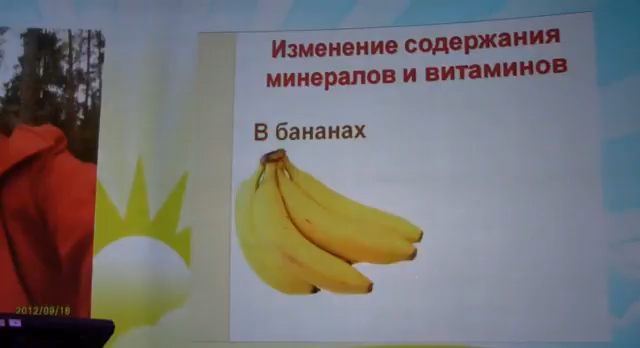 Изменение содержания
минералов и витаминов
В бананах
2012/09/16